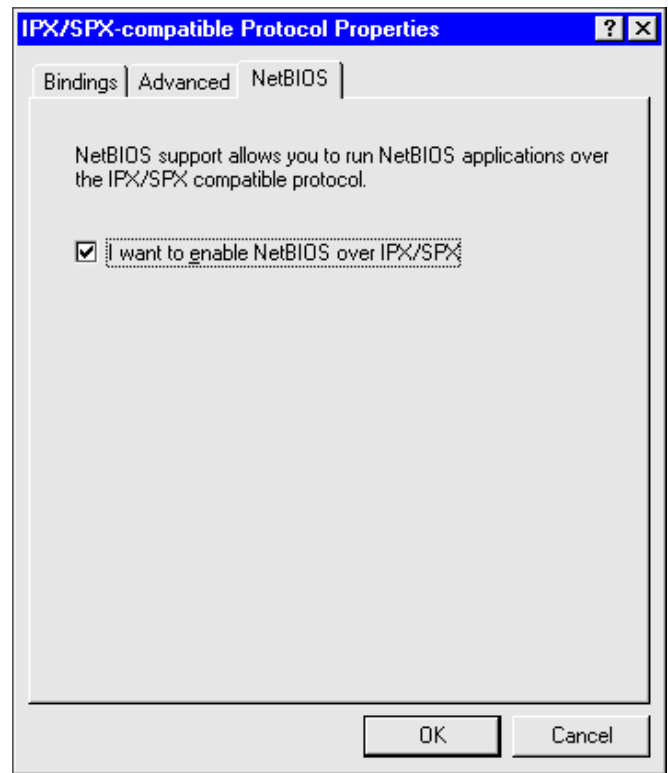 IPX/SPX-compatible Protocol Properties
Bindings
Advanced
NetBIOS
NetBIOS support allows you to run NetBIOS applications over
the IPX/SPX compatible protocol.
I want to enable NetBIOS over IPX/SPX
OK
Cancel